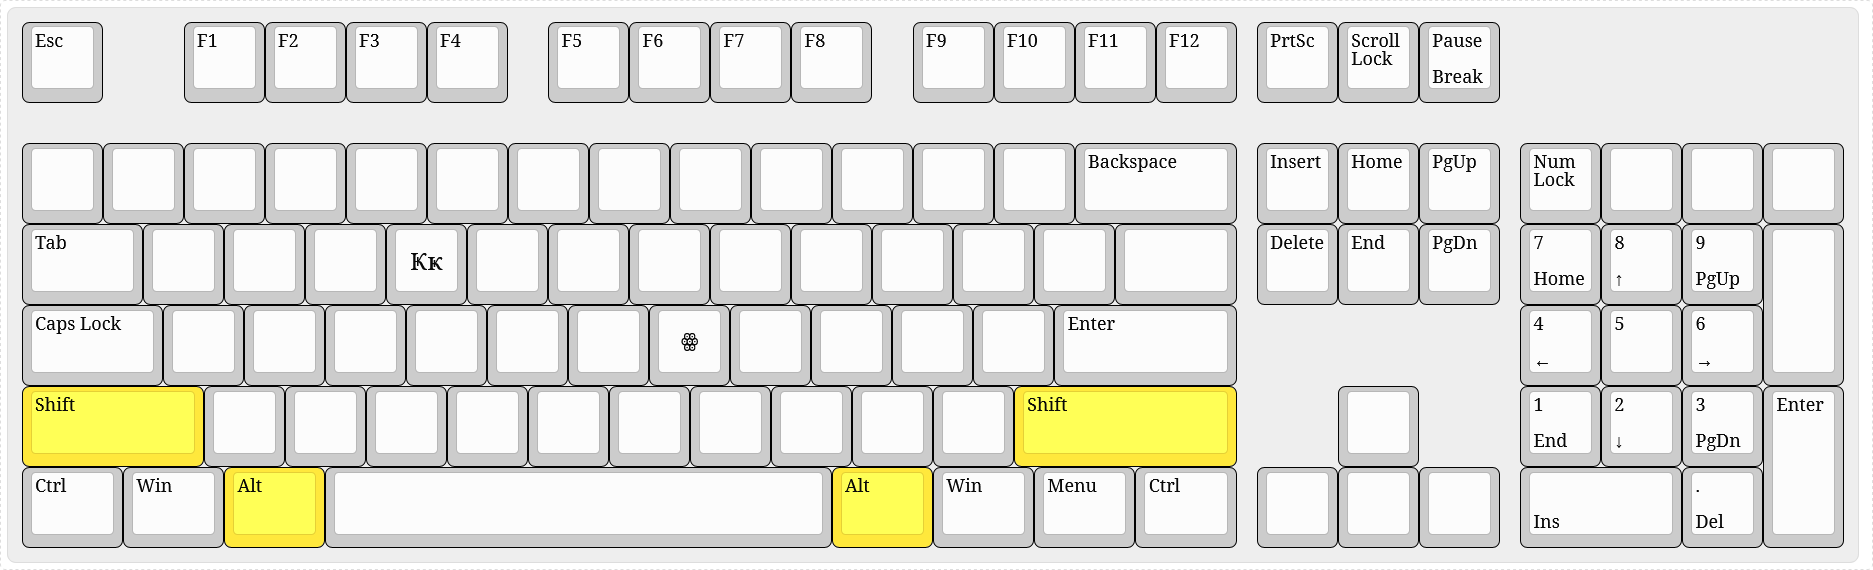 Esc
F1
F2
F3
F4
F5
F6
F7
F8
F9
F10
F11
F12
PrtSc
Scroll
Lock
Pause
Break
Backspace
Insert
Home
PgUp
Num
Lock
Tab
Ҝҝ
Delete
End
PgDn
7
Home
8
↑
9
PgUp
Caps Lock
ꙮ
Enter
4
←
5
6
→
Shift
Shift
1
End
2
↓
3
PgDn
Enter
Ctrl
Win
Alt
Alt
Win
Menu
Ctrl
Ins
.
Del